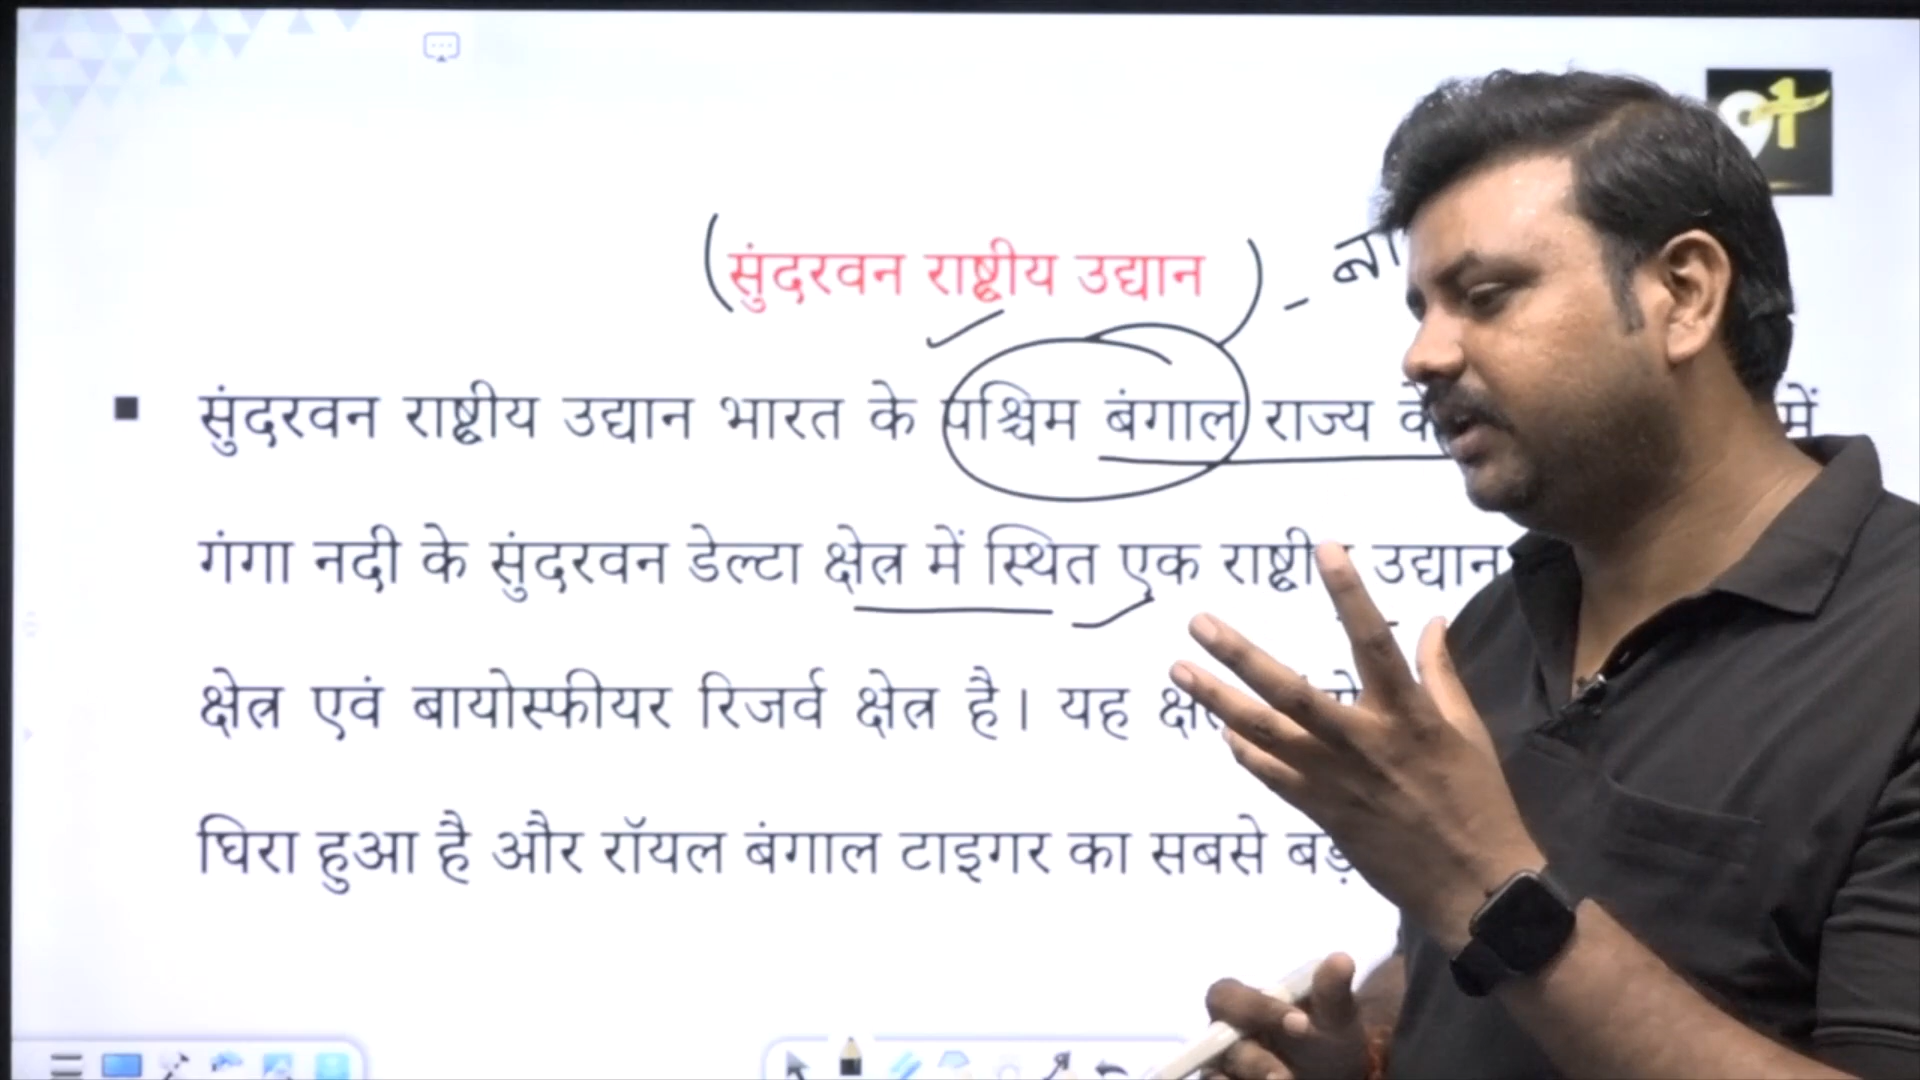 (सुंदरवन राष्ट्रीय उद्यान) - ना
सुंदरवन राष्ट्रीय उद्यान भारत के पश्चिम बंगाल राज्य के में
गंगा नदी के सुंदरवन डेल्टा क्षेत्र में स्थित एक राष्ट्रीय उद्यान
क्षेत्र एवं बायोस्फीयर रिजर्व क्षेत्र है। यह
घिरा हुआ है और रॉयल बंगाल टाइगर का सबसे